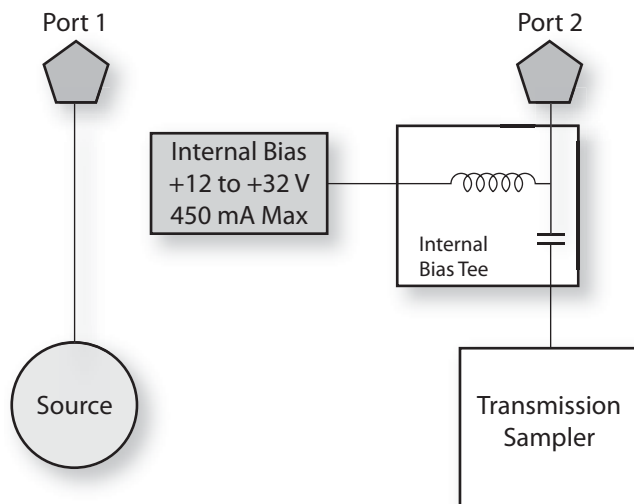 Port 1
Port 2
Internal Bias
+12 to +32 V
450 mA Max
Internal
Bias Tee
Source
Transmission
Sampler